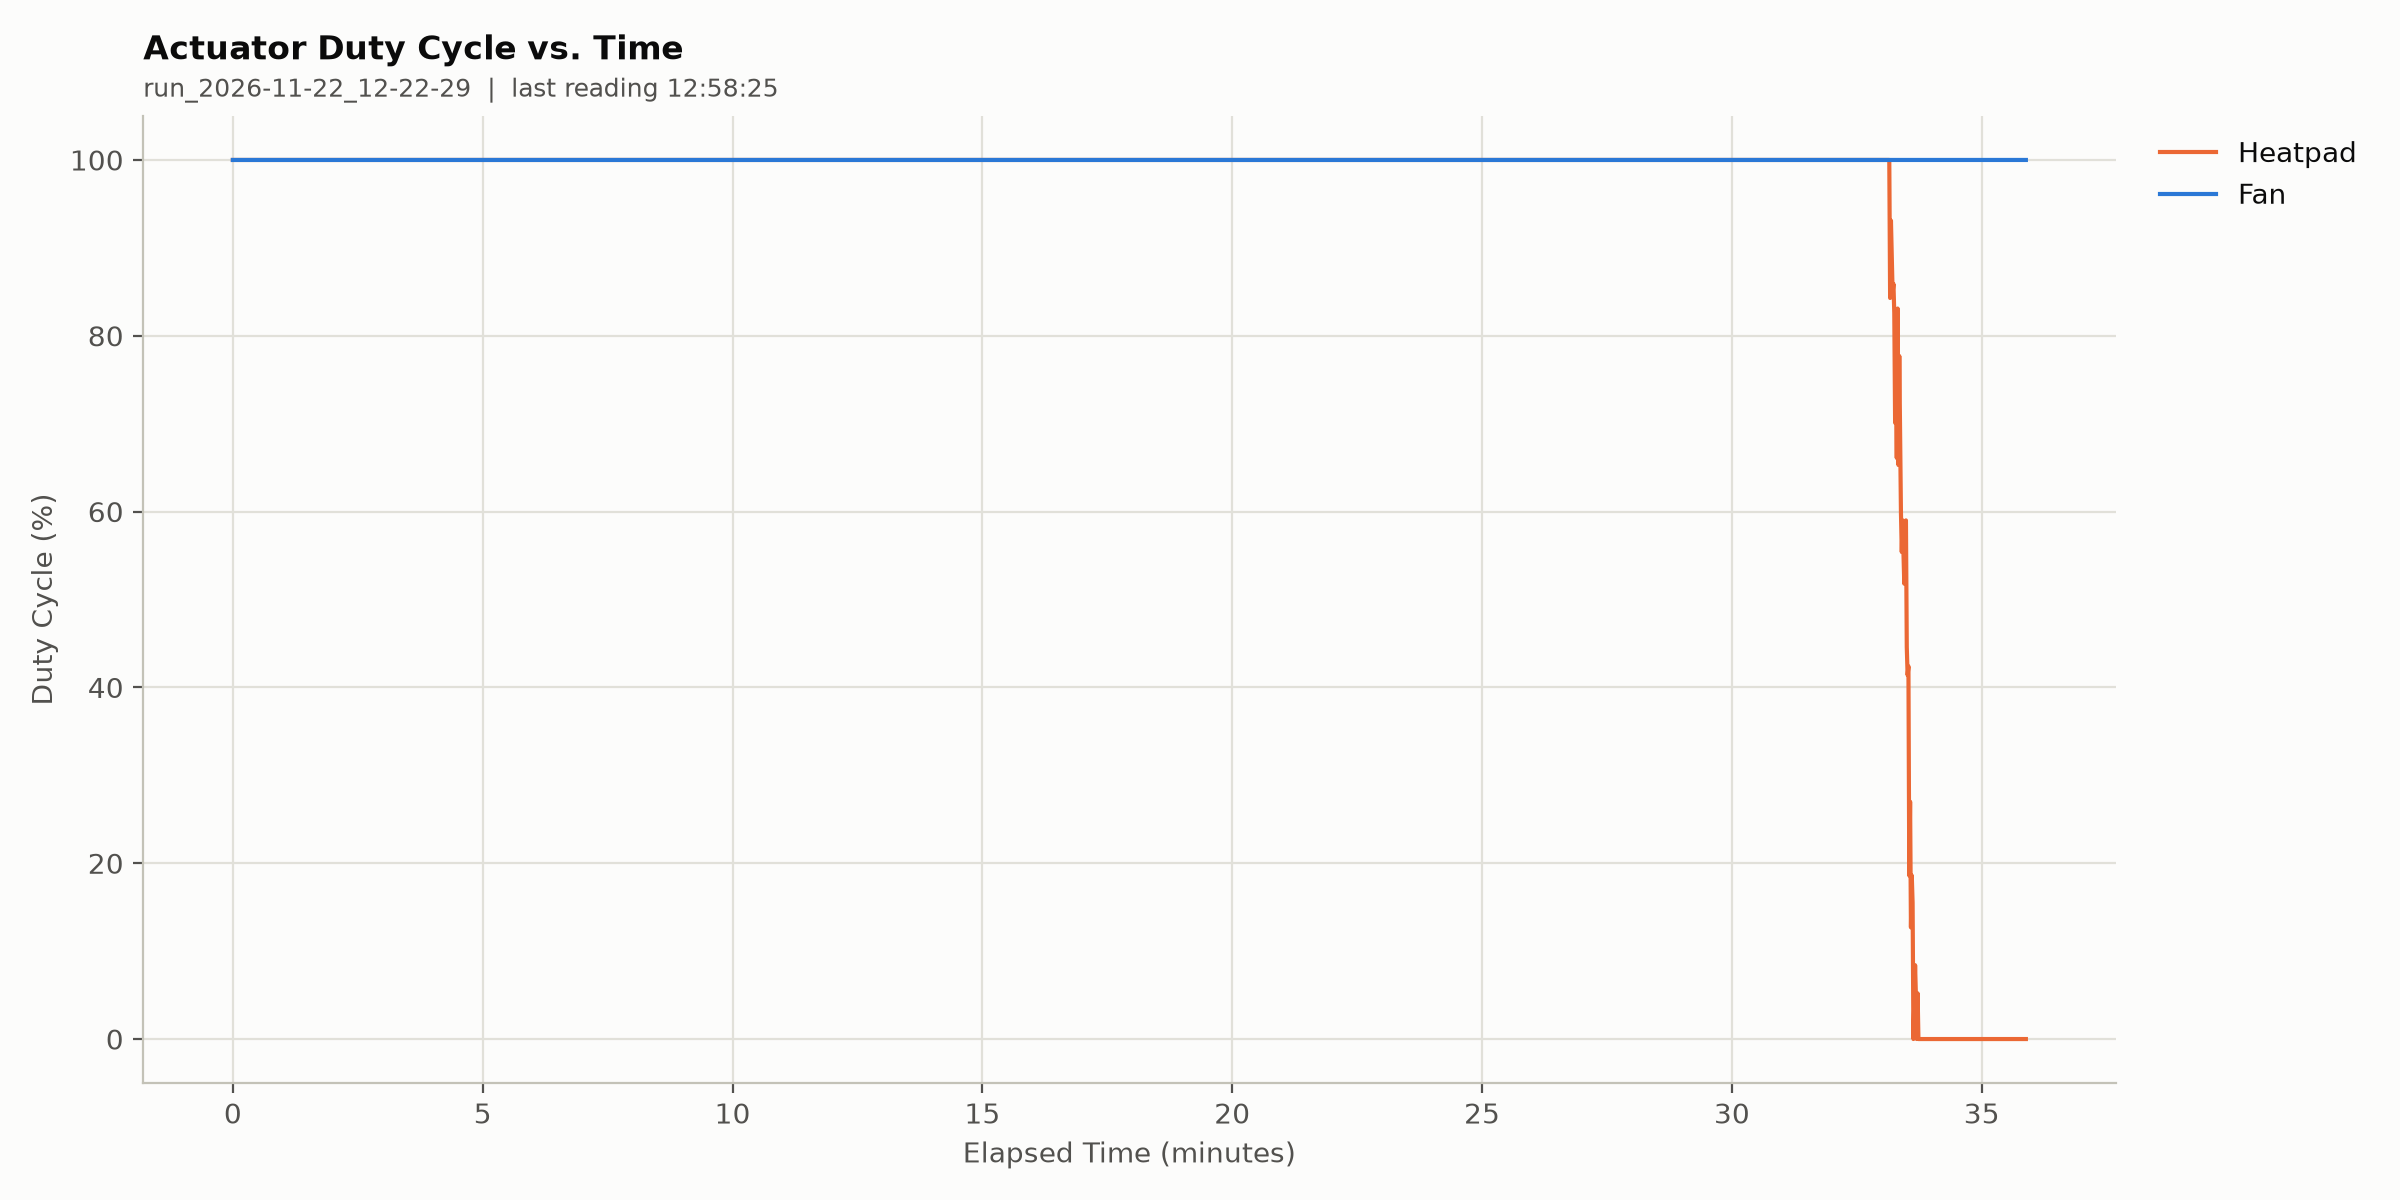 Actuator Duty Cycle vs. Time
run_2026-11-22_12-22-29 | last reading 12:58:25
Heatpad
Fan
100
80
60
40
20
0
Duty Cycle (%)
0 5 10 15 20 25 30 35
Elapsed Time (minutes)